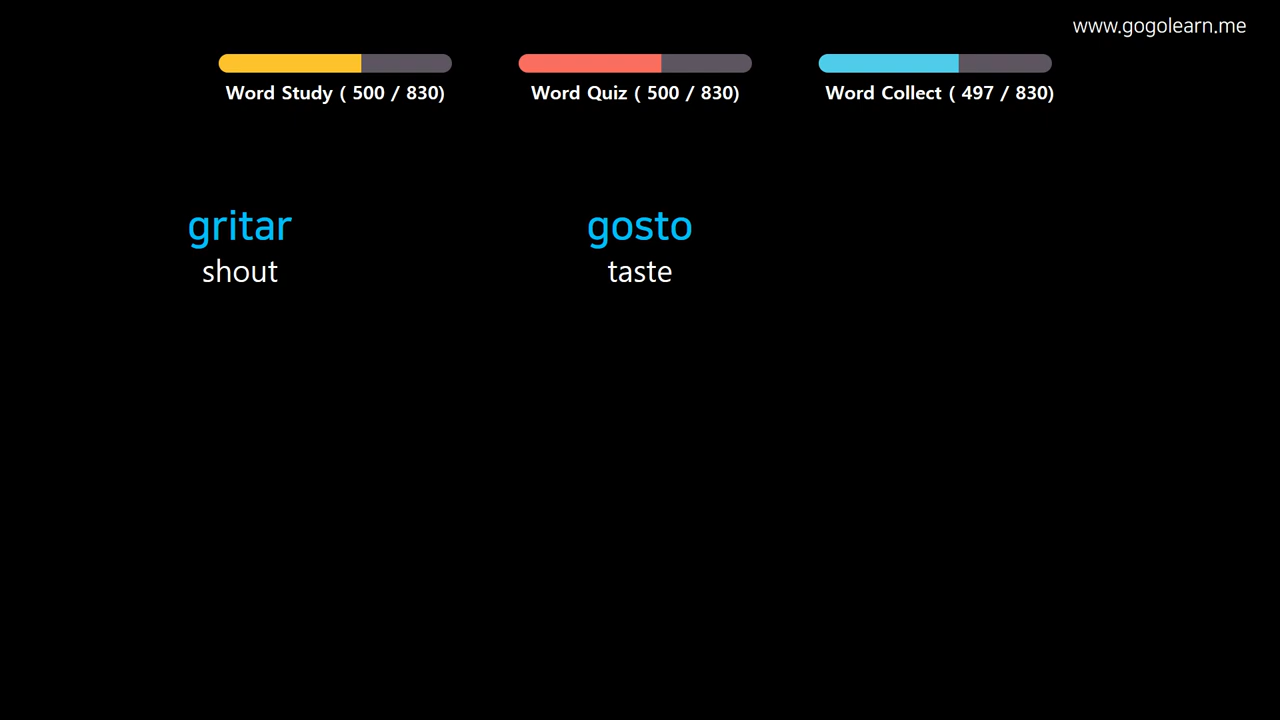 www.gogolearn.me
Word Study ( 500 / 830)
Word Quiz ( 500 / 830)
Word Collect ( 497 / 830)
gritar
shout
gosto
taste